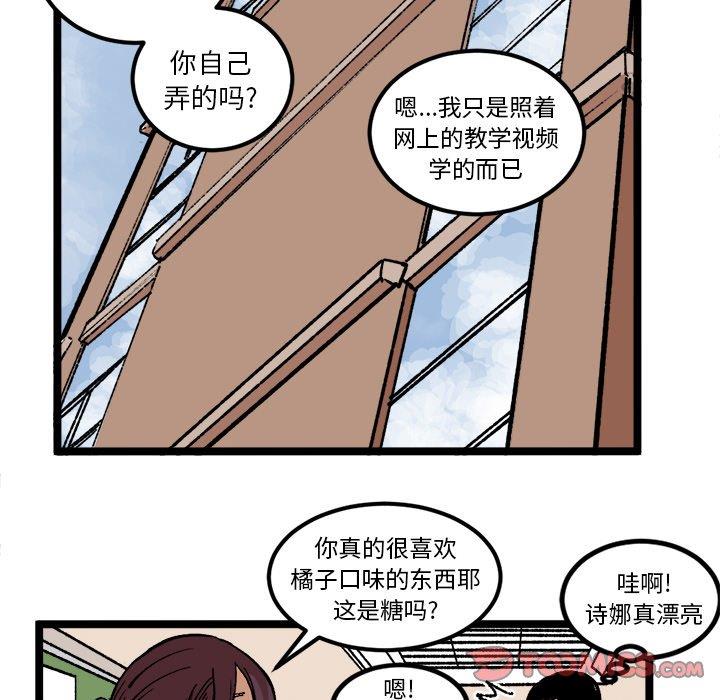 你自己
弄的吗?
嗯...我只是照着
网上的教学视频
学的而已
你真的很喜欢
橘子口味的东西耶
这是糖吗?
哇啊!
诗娜真漂亮
嗯!
TOOMICS.COM